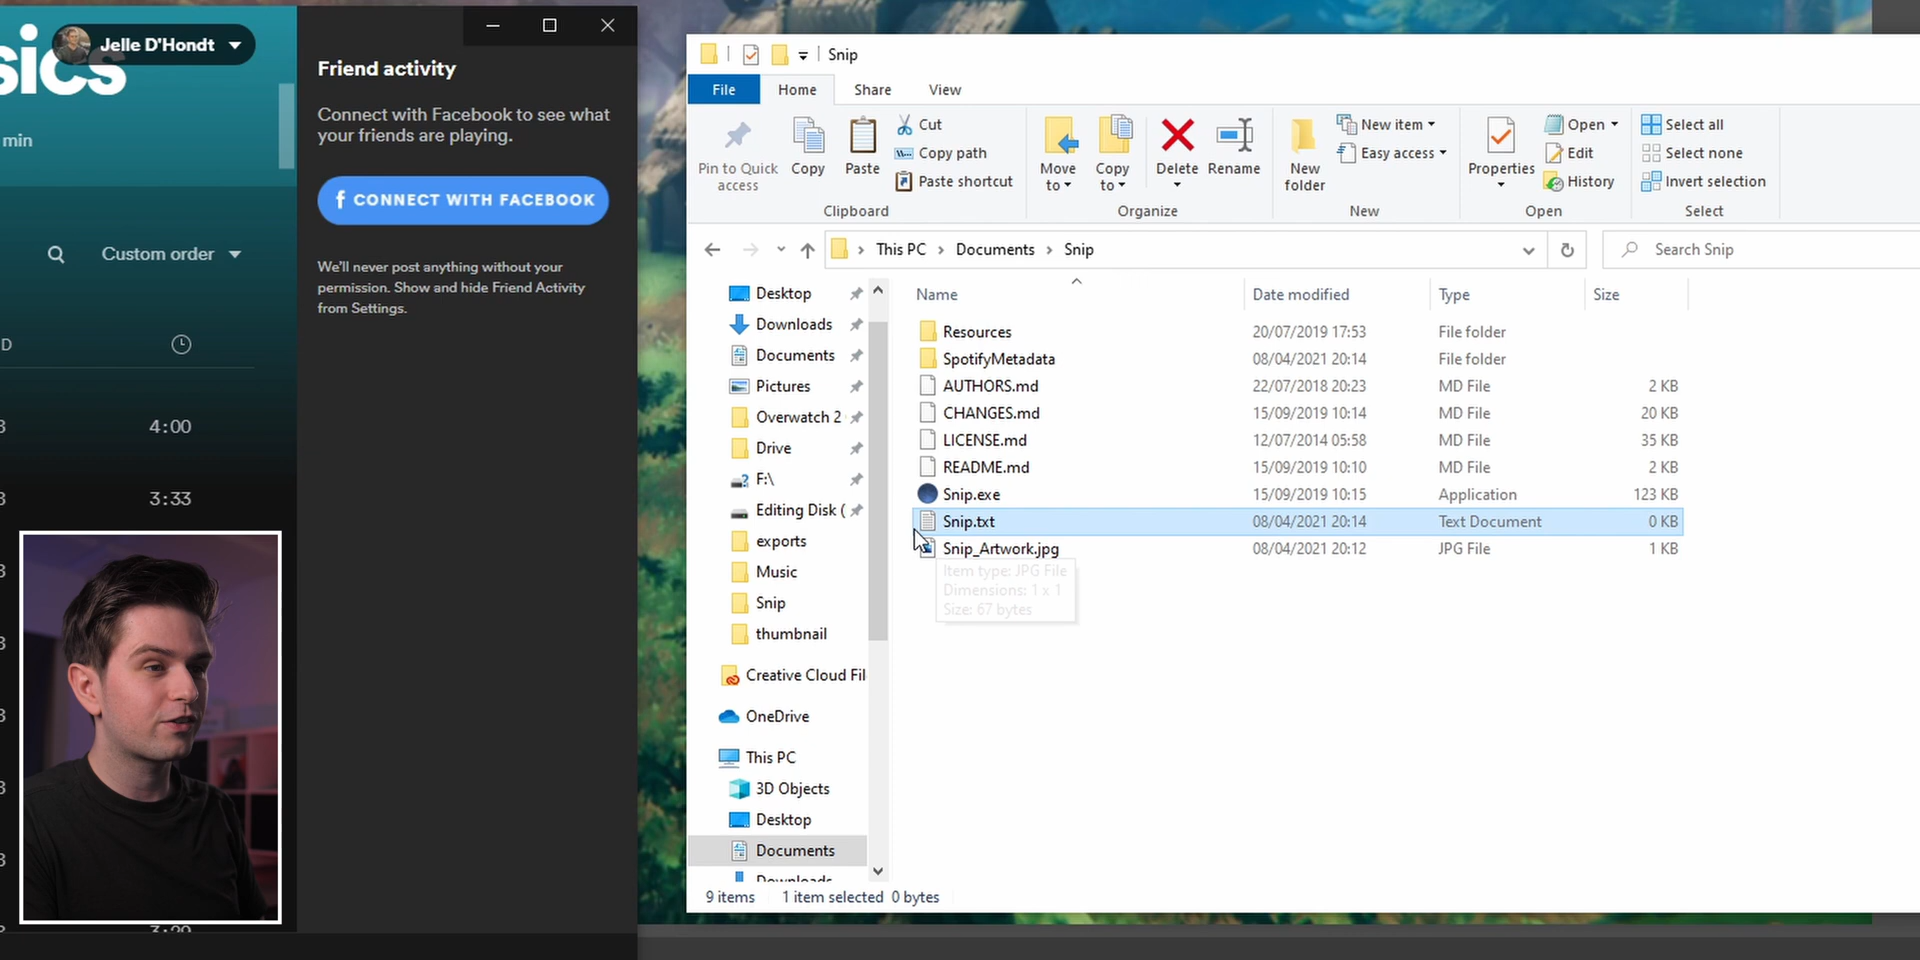 sics
Jelle D'Hondt
min
Custom order
D
3
4:00
3
3:33
3
3
3
3
3
Friend activity
Connect with Facebook to see what
your friends are playing.
f CONNECT WITH FACEBOOK
We'll never post anything without your
permission. Show and hide Friend Activity
from Settings.
Snip
File
Home
Share
View
Pin to Quick
access
Copy
Paste
Cut
Copy path
Paste shortcut
Clipboard
Move
to
Copy
to
Delete
Rename
Organize
New
folder
New item
Easy access
New
Properties
Open
Edit
History
Open
Select all
Select none
Invert selection
Select
This PC > Documents > Snip
Search Snip
Desktop
Downloads
Documents
Pictures
Overwatch 2
Drive
F:\
Editing Disk (
exports
Music
Snip
thumbnail
Creative Cloud Fil
OneDrive
This PC
3D Objects
Desktop
Documents
Downloads
Name Date modified Type Size
Resources 20/07/2019 17:53 File folder
SpotifyMetadata 08/04/2021 20:14 File folder
AUTHORS.md 22/07/2018 20:23 MD File 2 KB
CHANGES.md 15/09/2019 10:14 MD File 20 KB
LICENSE.md 12/07/2014 05:58 MD File 35 KB
README.md 15/09/2019 10:10 MD File 2 KB
Snip.exe 15/09/2019 10:15 Application 123 KB
Snip.txt 08/04/2021 20:14 Text Document 0 KB
Snip_Artwork.jpg 08/04/2021 20:12 JPG File 1 KB
Item type: JPG File
Dimensions: 1 x 1
Size: 67 bytes
9 items 1 item selected 0 bytes